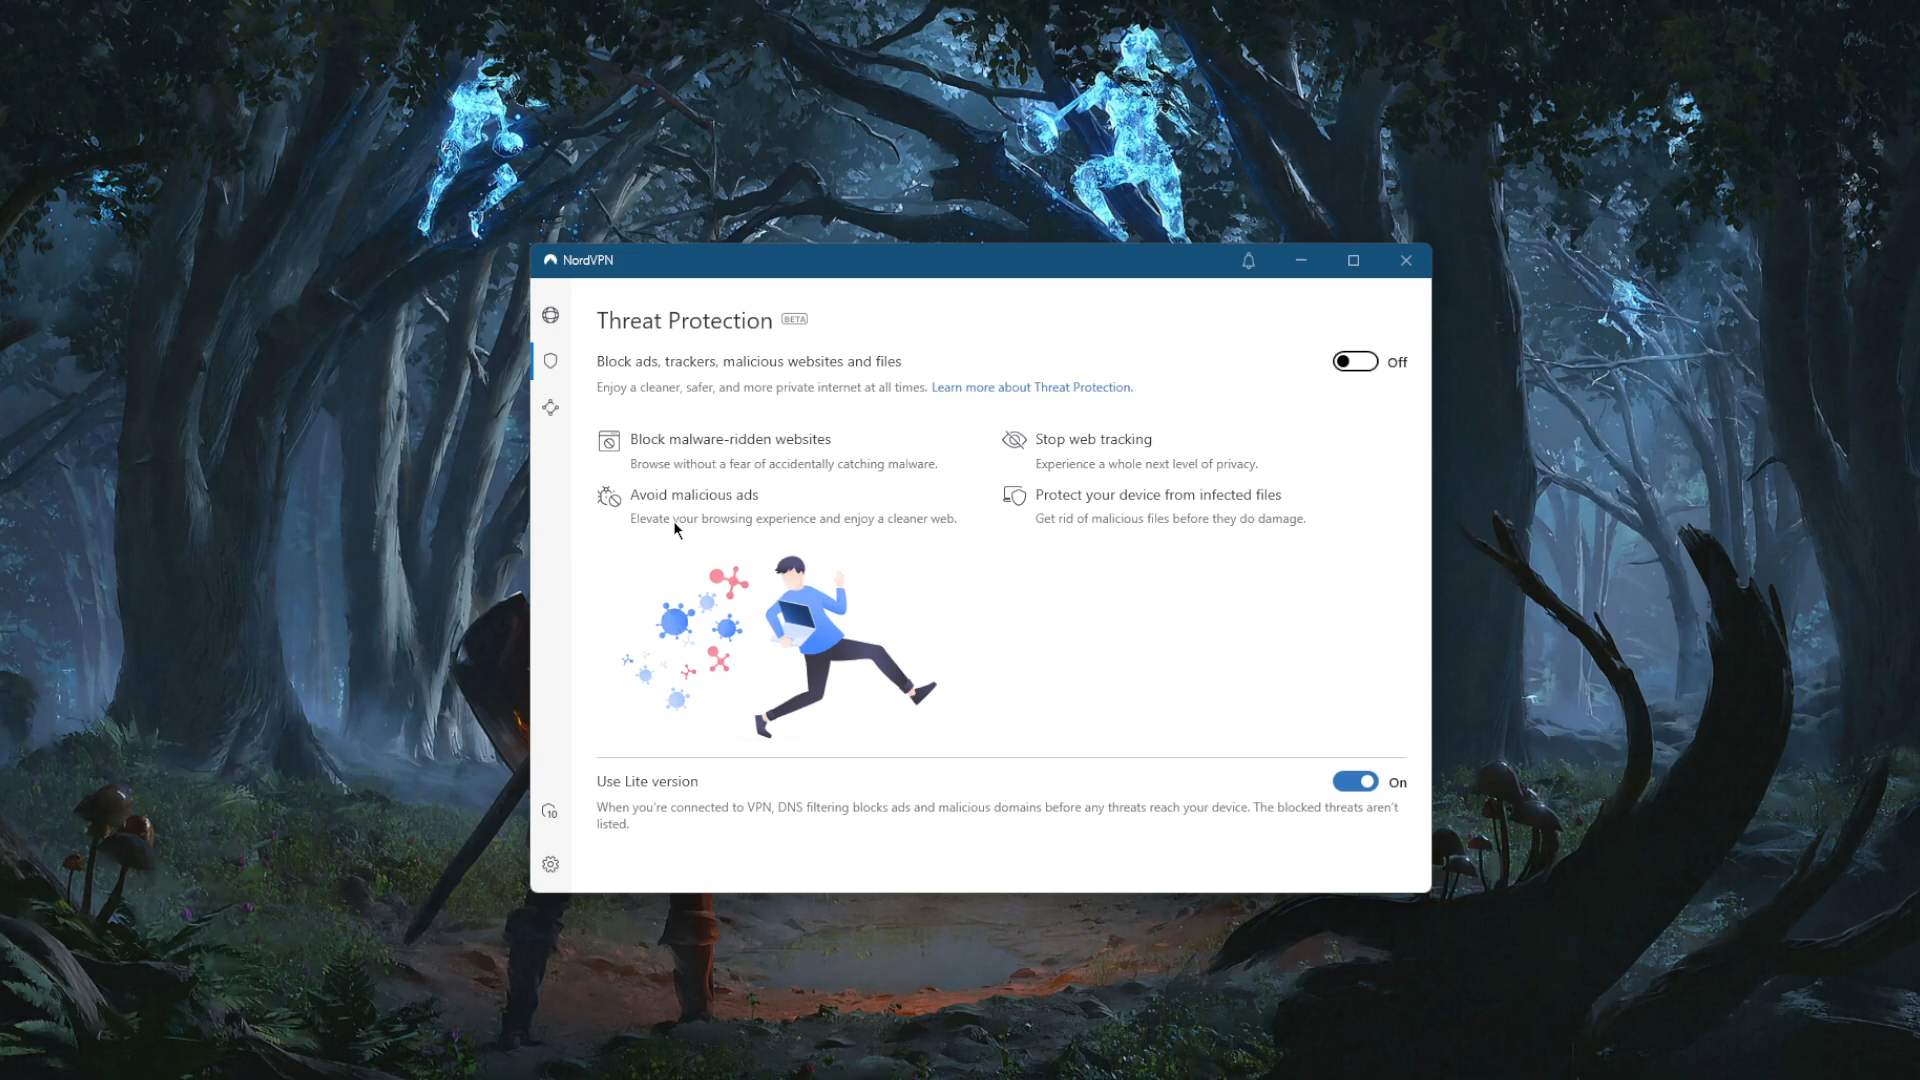 NordVPN
Threat Protection BETA
Block ads, trackers, malicious websites and files
Off
Enjoy a cleaner, safer, and more private internet at all times. Learn more about Threat Protection.
Block malware-ridden websites
Browse without a fear of accidentally catching malware.
Stop web tracking
Experience a whole next level of privacy.
Avoid malicious ads
Elevate your browsing experience and enjoy a cleaner web.
Protect your device from infected files
Get rid of malicious files before they do damage.
Use Lite version
On
When you're connected to VPN, DNS filtering blocks ads and malicious domains before any threats reach your device. The blocked threats aren't
listed.
10